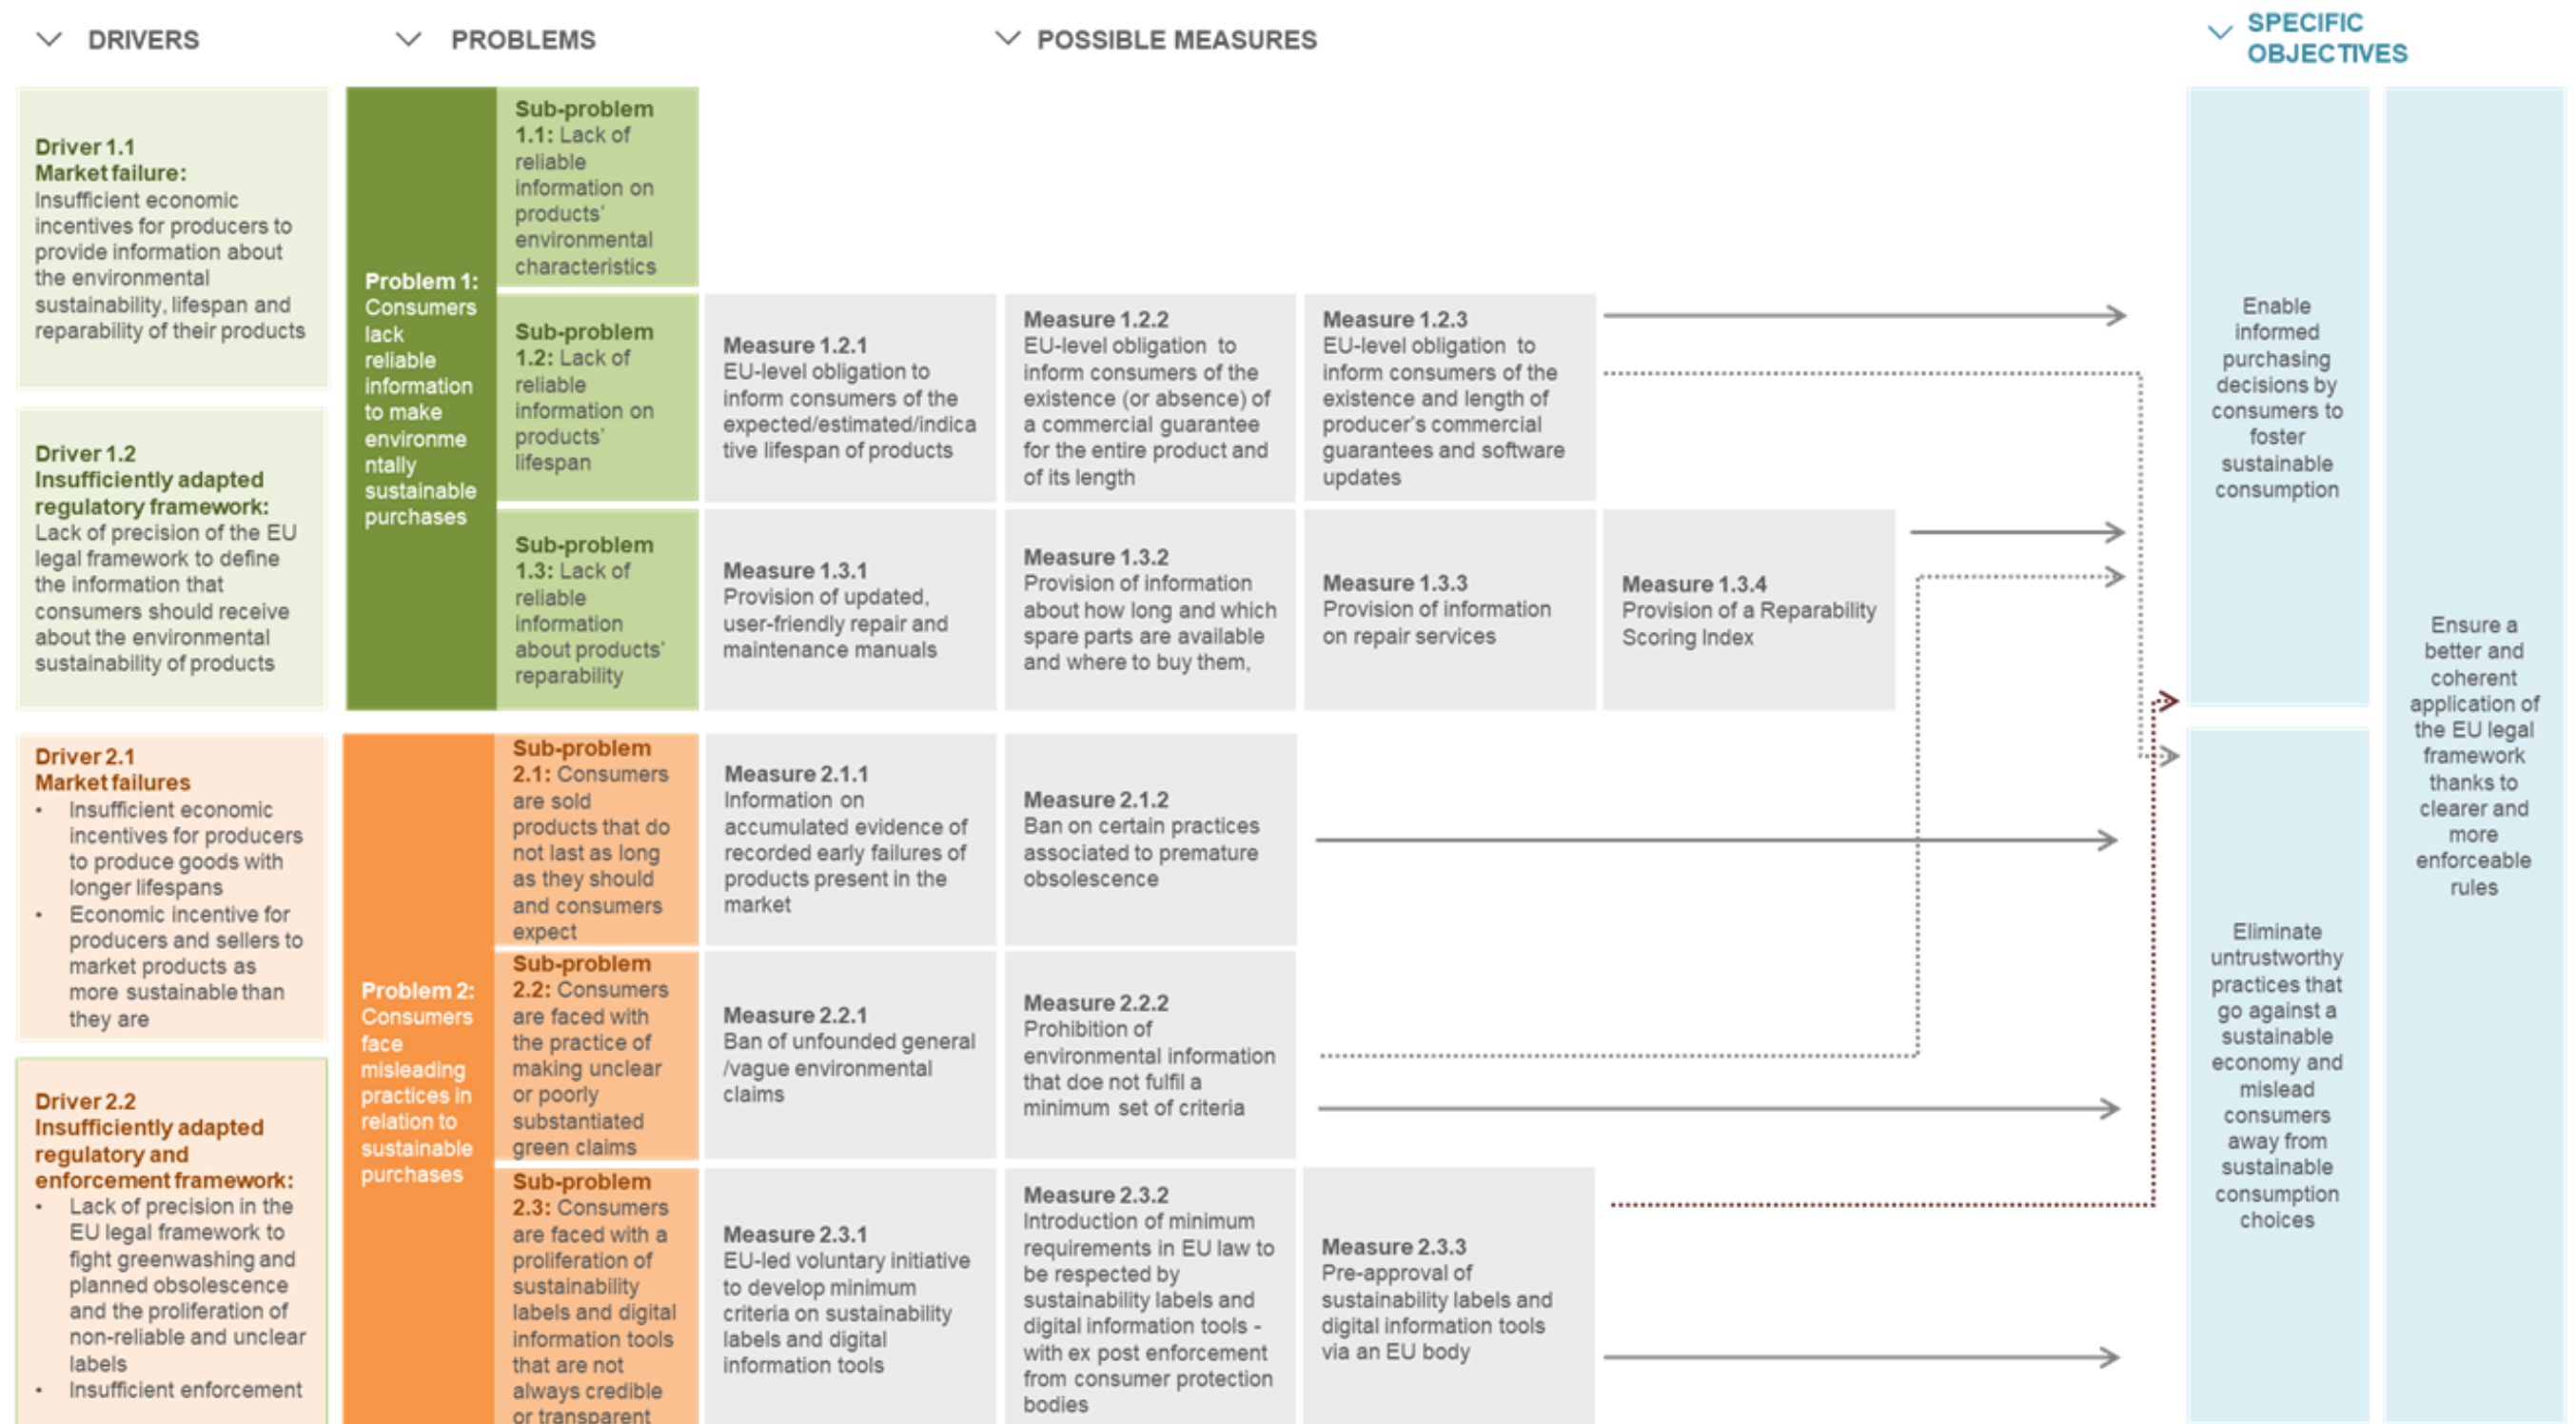 DRIVERS
PROBLEMS
POSSIBLE MEASURES
SPECIFIC
OBJECTIVES
Driver 1.1
Market failure:
Insufficient economic
incentives for producers to
provide information about
the environmental
sustainability, lifespan and
reparability of their products
Driver 1.2
Insufficiently adapted
regulatory framework:
Lack of precision of the EU
legal framework to define
the information that
consumers should receive
about the environmental
sustainability of products
Problem 1:
Consumers
lack
reliable
information
to make
environme
ntally
sustainable
purchases
Sub-problem
1.1: Lack of
reliable
information on
products'
environmental
characteristics
Sub-problem
1.2: Lack of
reliable
information on
products'
lifespan
Measure 1.2.1
EU-level obligation to
inform consumers of the
expected/estimated/indica
tive lifespan of products
Measure 1.2.2
EU-level obligation to
inform consumers of the
existence (or absence) of
a commercial guarantee
for the entire product and
of its length
Measure 1.2.3
EU-level obligation to
inform consumers of the
existence and length of
producer's commercial
guarantees and software
updates
Sub-problem
1.3: Lack of
reliable
information
about products'
reparability
Measure 1.3.1
Provision of updated,
user-friendly repair and
maintenance manuals
Measure 1.3.2
Provision of information
about how long and which
spare parts are available
and where to buy them,
Measure 1.3.3
Provision of information
on repair services
Measure 1.3.4
Provision of a Reparability
Scoring Index
Driver 2.1
Market failures
• Insufficient economic
incentives for producers
to produce goods with
longer lifespans
• Economic incentive for
producers and sellers to
market products as
more sustainable than
they are
Driver 2.2
Insufficiently adapted
regulatory and
enforcement framework:
• Lack of precision in the
EU legal framework to
fight greenwashing and
planned obsolescence
and the proliferation of
non-reliable and unclear
labels
• Insufficient enforcement
Problem 2:
Consumers
face
misleading
practices in
relation to
sustainable
purchases
Sub-problem
2.1: Consumers
are sold
products that do
not last as long
as they should
and consumers
expect
Measure 2.1.1
Information on
accumulated evidence of
recorded early failures of
products present in the
market
Measure 2.1.2
Ban on certain practices
associated to premature
obsolescence
Sub-problem
2.2: Consumers
are faced with
the practice of
making unclear
or poorly
substantiated
green claims
Measure 2.2.1
Ban of unfounded general
/vague environmental
claims
Measure 2.2.2
Prohibition of
environmental information
that doe not fulfil a
minimum set of criteria
Sub-problem
2.3: Consumers
are faced with a
proliferation of
sustainability
labels and digital
information tools
that are not
always credible
or transparent
Measure 2.3.1
EU-led voluntary initiative
to develop minimum
criteria on sustainability
labels and digital
information tools
Measure 2.3.2
Introduction of minimum
requirements in EU law to
be respected by
sustainability labels and
digital information tools -
with ex post enforcement
from consumer protection
bodies
Measure 2.3.3
Pre-approval of
sustainability labels and
digital information tools
via an EU body
Enable
informed
purchasing
decisions by
consumers to
foster
sustainable
consumption
Eliminate
untrustworthy
practices that
go against a
sustainable
economy and
mislead
consumers
away from
sustainable
consumption
choices
Ensure a
better and
coherent
application of
the EU legal
framework
thanks to
clearer and
more
enforceable
rules